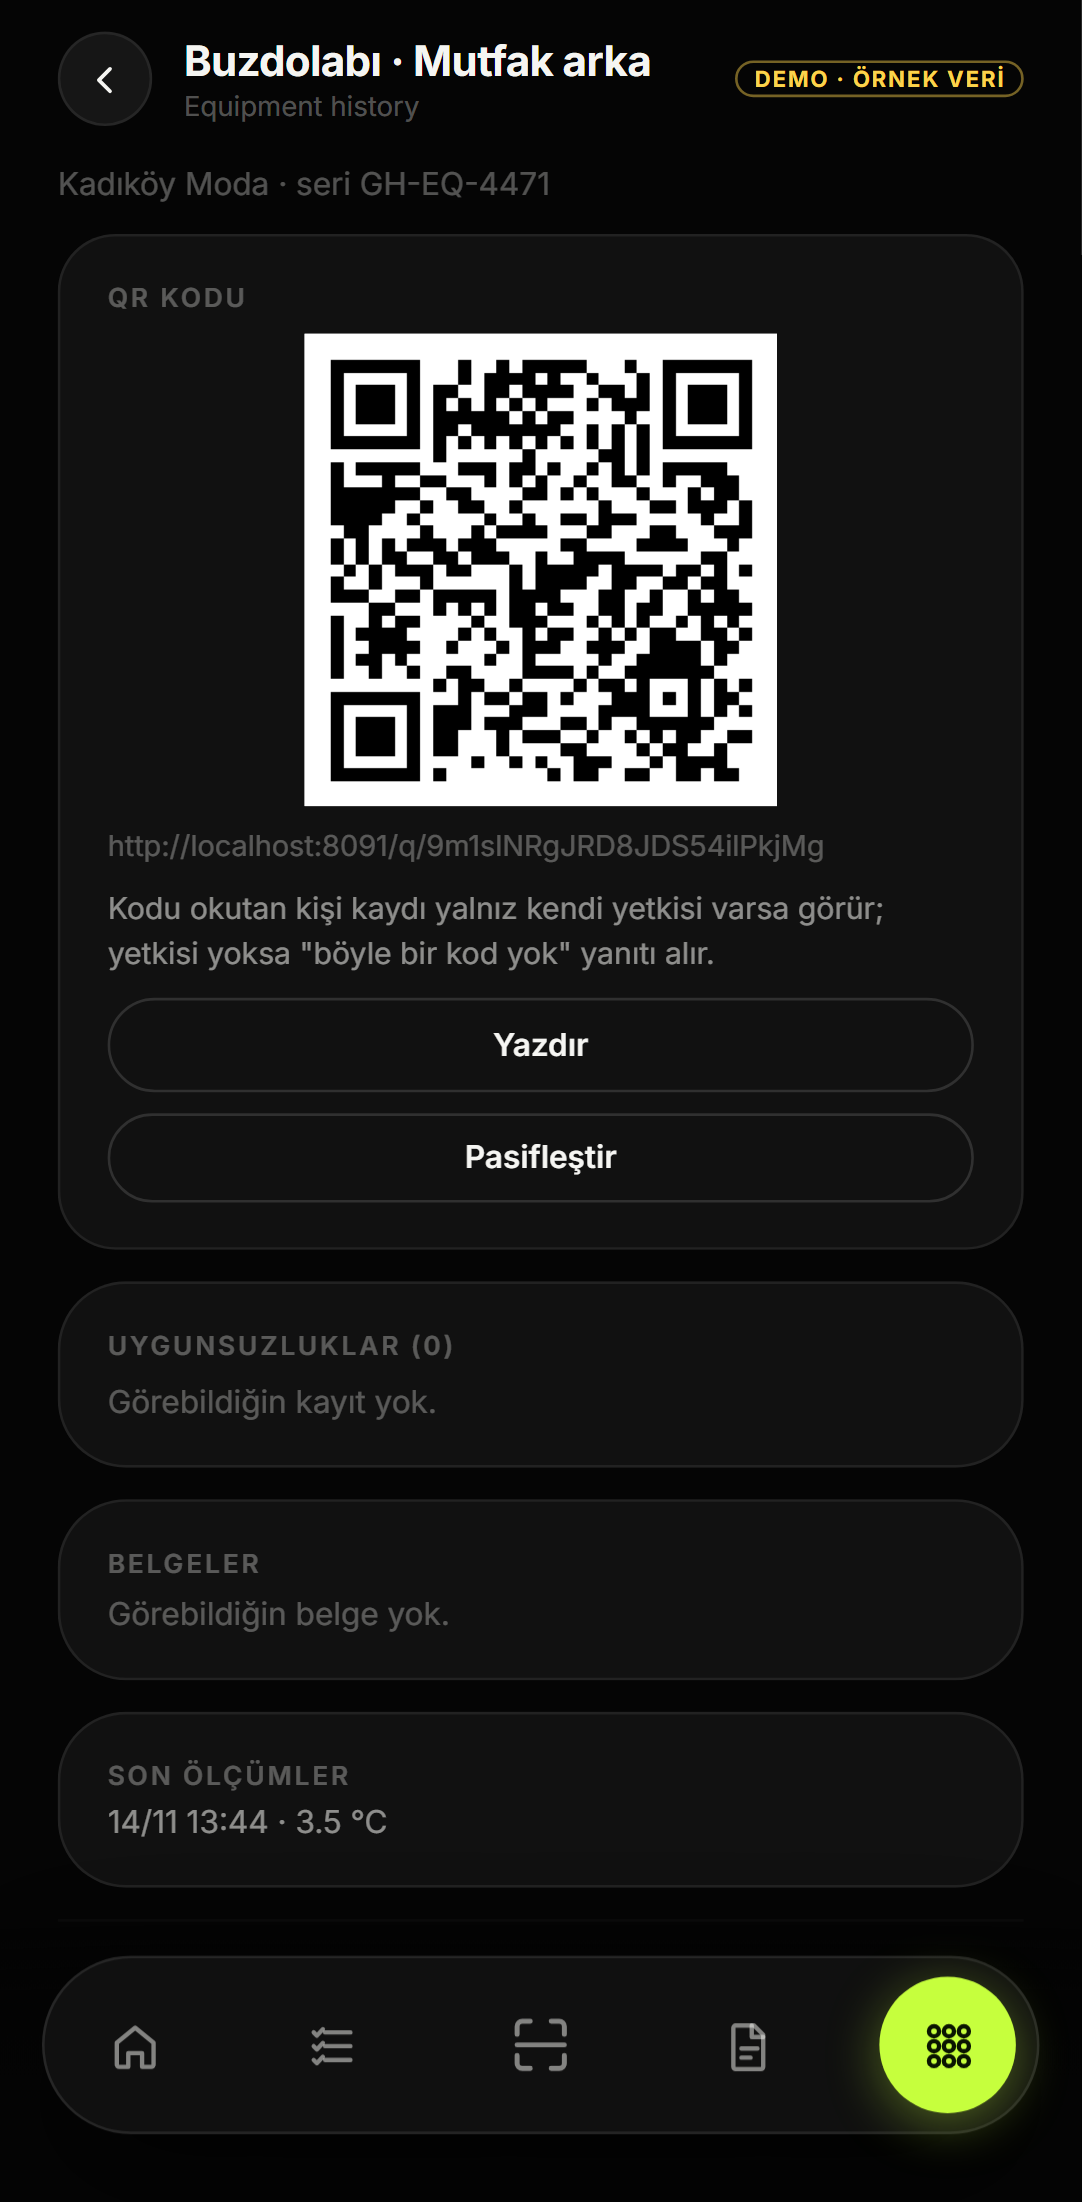 Buzdolabı · Mutfak arka
Equipment history
DEMO · ÖRNEK VERİ
Kadıköy Moda · seri GH-EQ-4471
QR KODU
http://localhost:8091/q/9m1slNRgJRD8JDS54ilPkjMg
Kodu okutan kişi kaydı yalnız kendi yetkisi varsa görür;
yetkisi yoksa "böyle bir kod yok" yanıtı alır.
Yazdır
Pasifleştir
UYGUNSUZLUKLAR (0)
Görebildiğin kayıt yok.
BELGELER
Görebildiğin belge yok.
SON ÖLÇÜMLER
14/11 13:44 · 3.5 °C